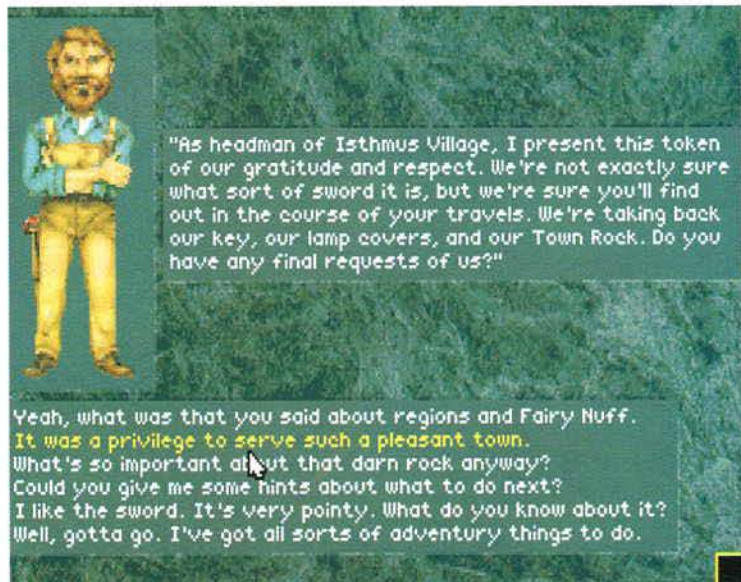 "As headman of Isthmus Village, I present this token
of our gratitude and respect. We're not exactly sure
what sort of sword it is, but we're sure you'll find
out in the course of your travels. We're taking back
our key, our lamp covers, and our Town Rock. Do you
have any final requests of us?"
Yeah, what was that you said about regions and Fairy Nuff.
It was a privilege to serve such a pleasant town.
What's so important about that darn rock anyway?
Could you give me some hints about what to do next?
I like the sword. It's very pointy. What do you know about it?
Well, gotta go. I've got all sorts of adventury things to do.